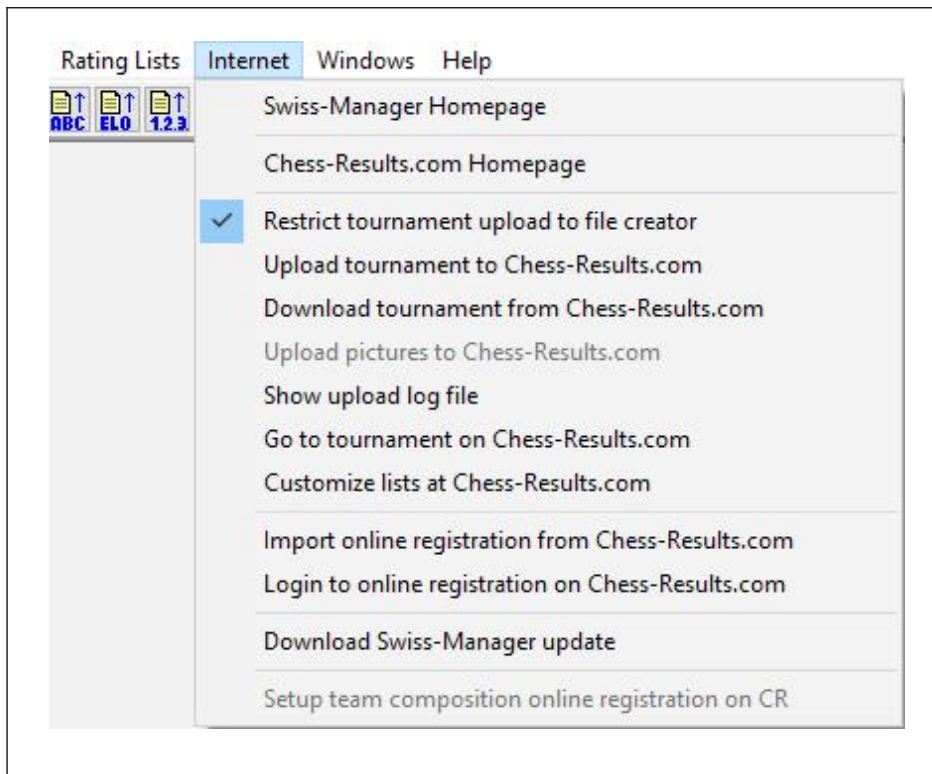 Rating Lists Internet Windows Help
ABC ELO 1.2.3.
Swiss-Manager Homepage
Chess-Results.com Homepage
Restrict tournament upload to file creator
Upload tournament to Chess-Results.com
Download tournament from Chess-Results.com
Upload pictures to Chess-Results.com
Show upload log file
Go to tournament on Chess-Results.com
Customize lists at Chess-Results.com
Import online registration from Chess-Results.com
Login to online registration on Chess-Results.com
Download Swiss-Manager update
Setup team composition online registration on CR